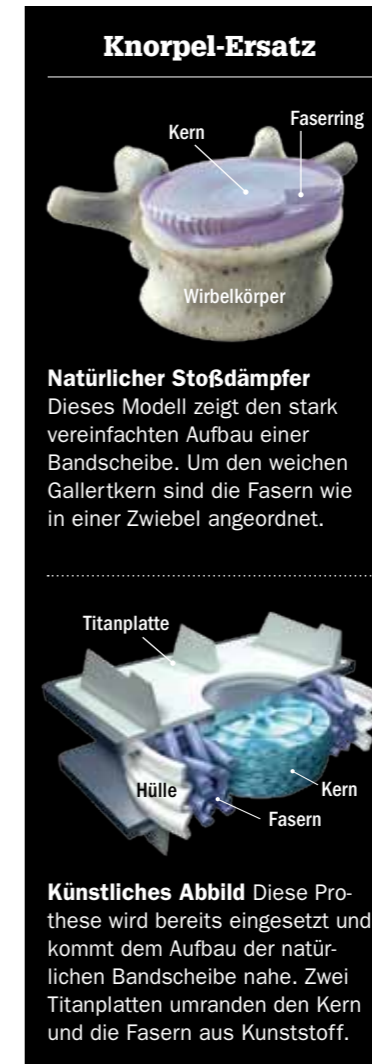 Knorpel-Ersatz
Kern
Faserring
Wirbelkörper
Natürlicher Stoßdämpfer
Dieses Modell zeigt den stark
vereinfachten Aufbau einer
Bandscheibe. Um den weichen
Gallertkern sind die Fasern wie
in einer Zwiebel angeordnet.
Titanplatte
Hülle
Kern
Fasern
Künstliches Abbild Diese Pro-
these wird bereits eingesetzt und
kommt dem Aufbau der natür-
lichen Bandscheibe nahe. Zwei
Titanplatten umranden den Kern
und die Fasern aus Kunststoff.